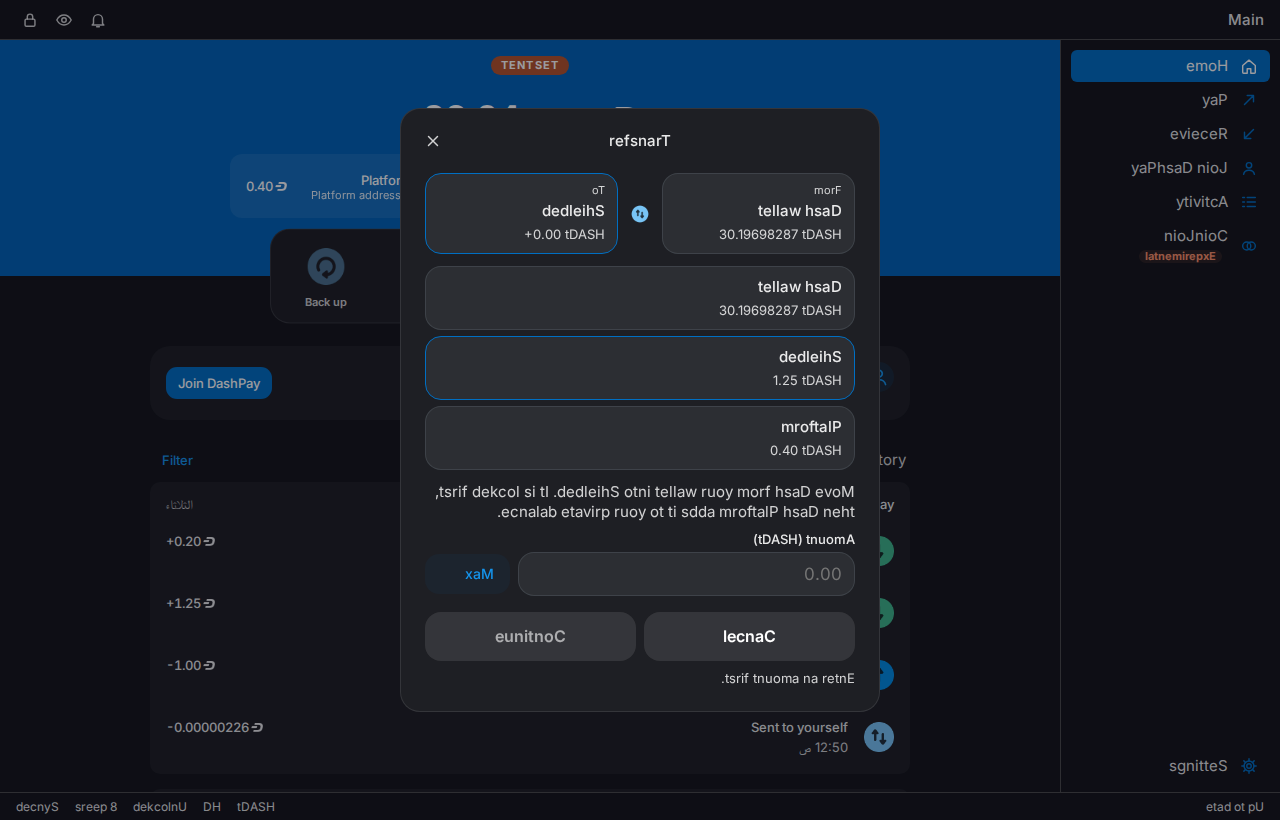 Main
emoH
yaP
evieceR
yaPhsaD nioJ
ytivitcA
nioJnioC
latnemirepxE
sgnitteS
TENTSET
0.40
Platfor
Platform address
Back up
Join DashPay
Filter
tory
الثلاثاء
ay
+0.20
+1.25
-1.00
-0.00000226
Sent to yourself
12:50 ص
refsnarT
morF
tellaw hsaD
30.19698287 tDASH
oT
dedleihS
+0.00 tDASH
tellaw hsaD
30.19698287 tDASH
dedleihS
1.25 tDASH
mroftalP
0.40 tDASH
,tsrif dekcol si tI .dedleihS otni tellaw ruoy morf hsaD evoM
.ecnalab etavirp ruoy ot ti sdda mroftalP hsaD neht
(tDASH) tnuomA
0.00
xaM
lecnaC
eunitnoC
.tsrif tnuoma na retnE
decnyS
sreep 8
dekcolnU
DH
tDASH
etad ot pU